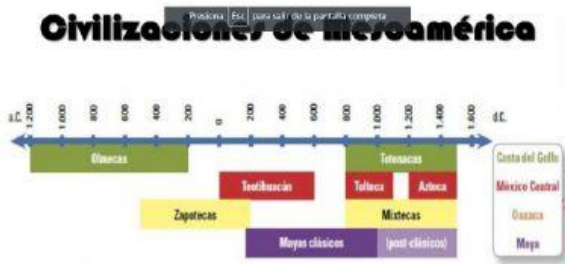 Presiona Esc para salir de la pantalla completa
Civilizaciones de mesoamérica
a.C. 1.200 1.000 800 600 400 200 0 200 400 600 800 1.000 1.200 1.400 1.600 d.C.
Olmecas Totonacas
Teotihuacán Tolteca Azteca
Zapotecas Mixtecas
Mayas clásicos (post-clásicos)
Costa del Golfo
México Central
Oaxaca
Maya